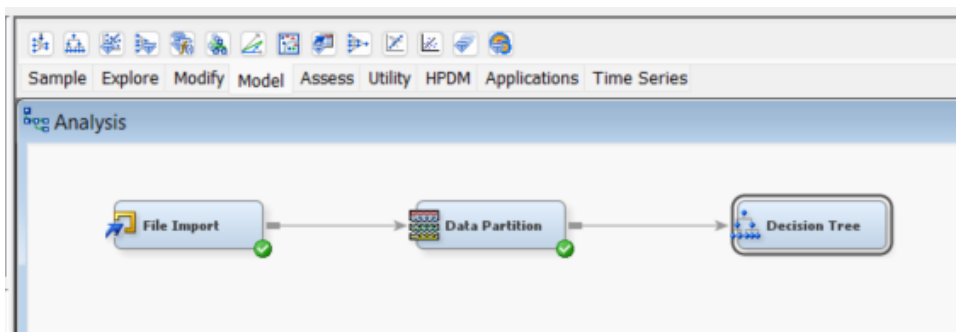 Sample Explore Modify Model Assess Utility HPDM Applications Time Series
Analysis
File Import Data Partition Decision Tree